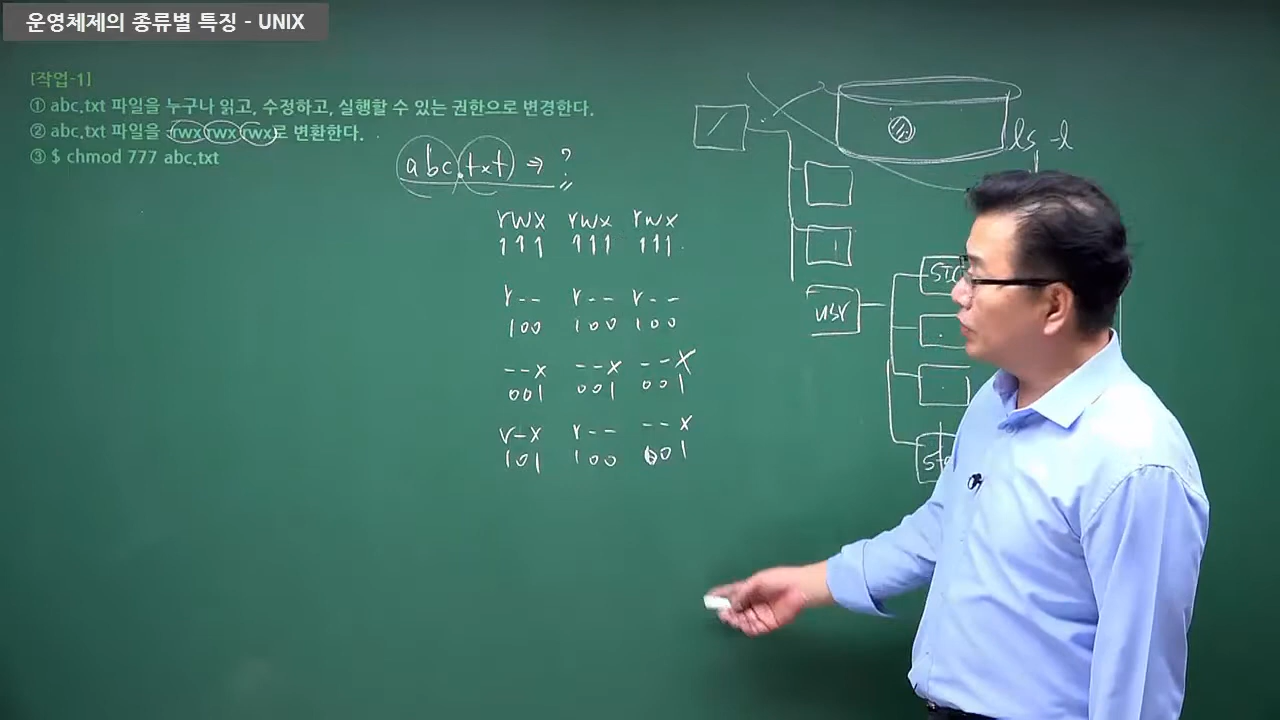 운영체제의 종류별 특징 - UNIX
[작업-1]
① abc.txt 파일을 누구나 읽고, 수정하고, 실행할 수 있는 권한으로 변경한다.
② abc.txt 파일을 rwx rwx rwx로 변환한다.
③ $ chmod 777 abc.txt
abc.txt ⇒ ?
rwx rwx rwx
111 111 111
r-- r-- r--
100 100 100
--x --x --x
001 001 001
r-x r-- --x
101 100 001
ls -l
usr